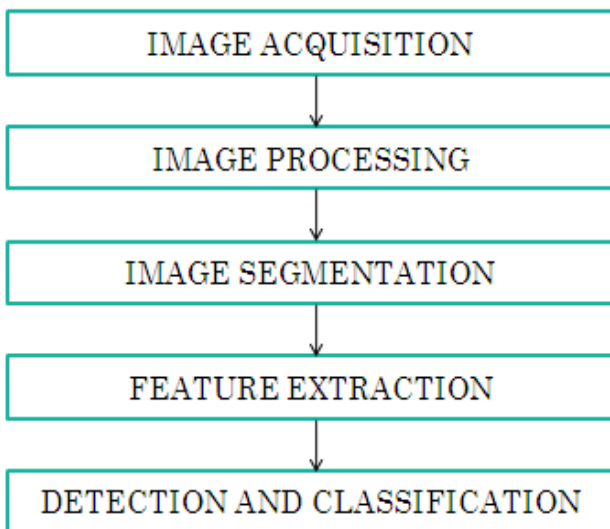 IMAGE ACQUISITION
IMAGE PROCESSING
IMAGE SEGMENTATION
FEATURE EXTRACTION
DETECTION AND CLASSIFICATION